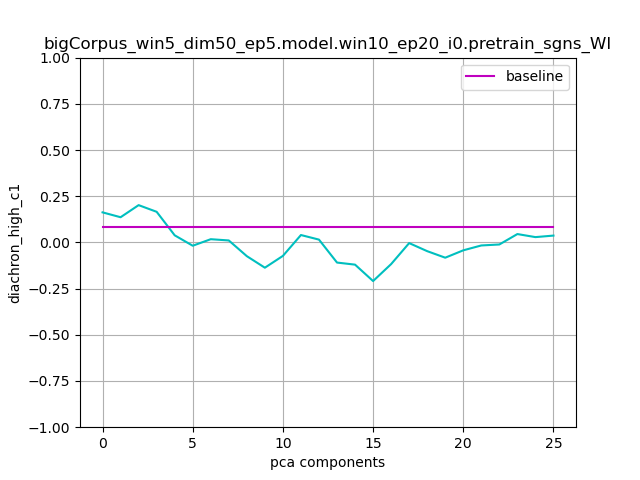 bigCorpus_win5_dim50_ep5.model.win10_ep20_i0.pretrain_sgns_WI
baseline
1.00
0.75
0.50
0.25
0.00
−0.25
−0.50
−0.75
−1.00
diachron_high_c1
0 5 10 15 20 25
pca components